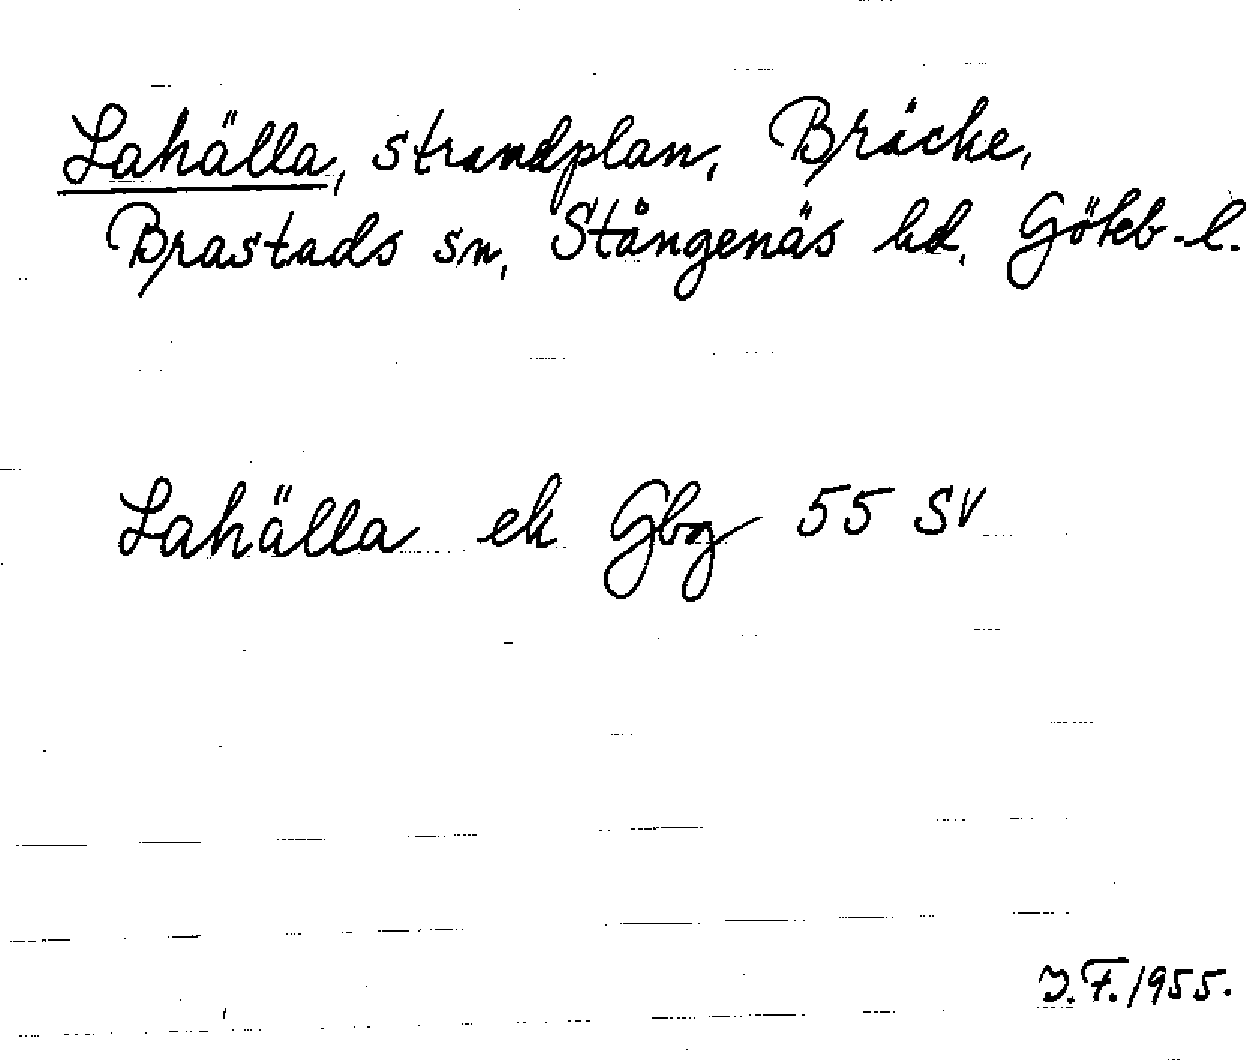 Lahälla, strandplan, Bräcke,
Brastads sn, Stångenäs hd. Göteb-l.
Lahälla ek Gbg 55 SV
J.F. 1955.